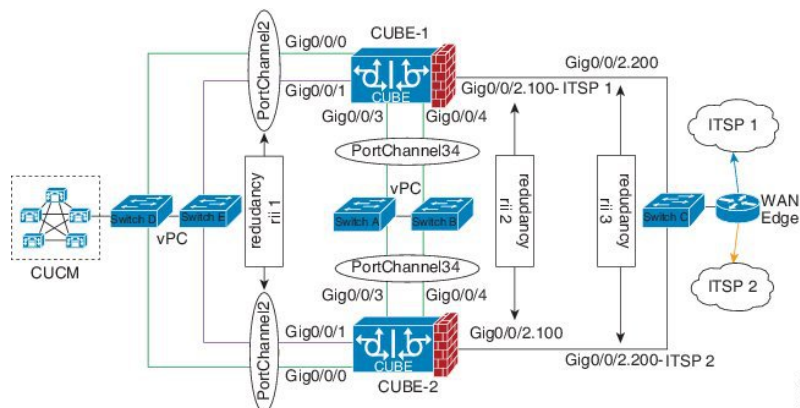 CUBE-1
Gig0/0/0
PortChannel2
Gig0/0/1
CUBE
Gig0/0/2.200
Gig0/0/2.100-ITSP 1
Gig0/0/3
Gig0/0/4
PortChannel34
ITSP 1
redudancy
rii 1
vPC
redudancy
rii 2
redudancy
rii 3
Switch D
Switch E
Switch A
Switch B
Switch C
WAN
Edge
vPC
CUCM
PortChannel34
ITSP 2
PortChannel2
Gig0/0/3
Gig0/0/4
Gig0/0/1
Gig0/0/2.100
CUBE
Gig0/0/2.200-ITSP 2
Gig0/0/0
CUBE-2